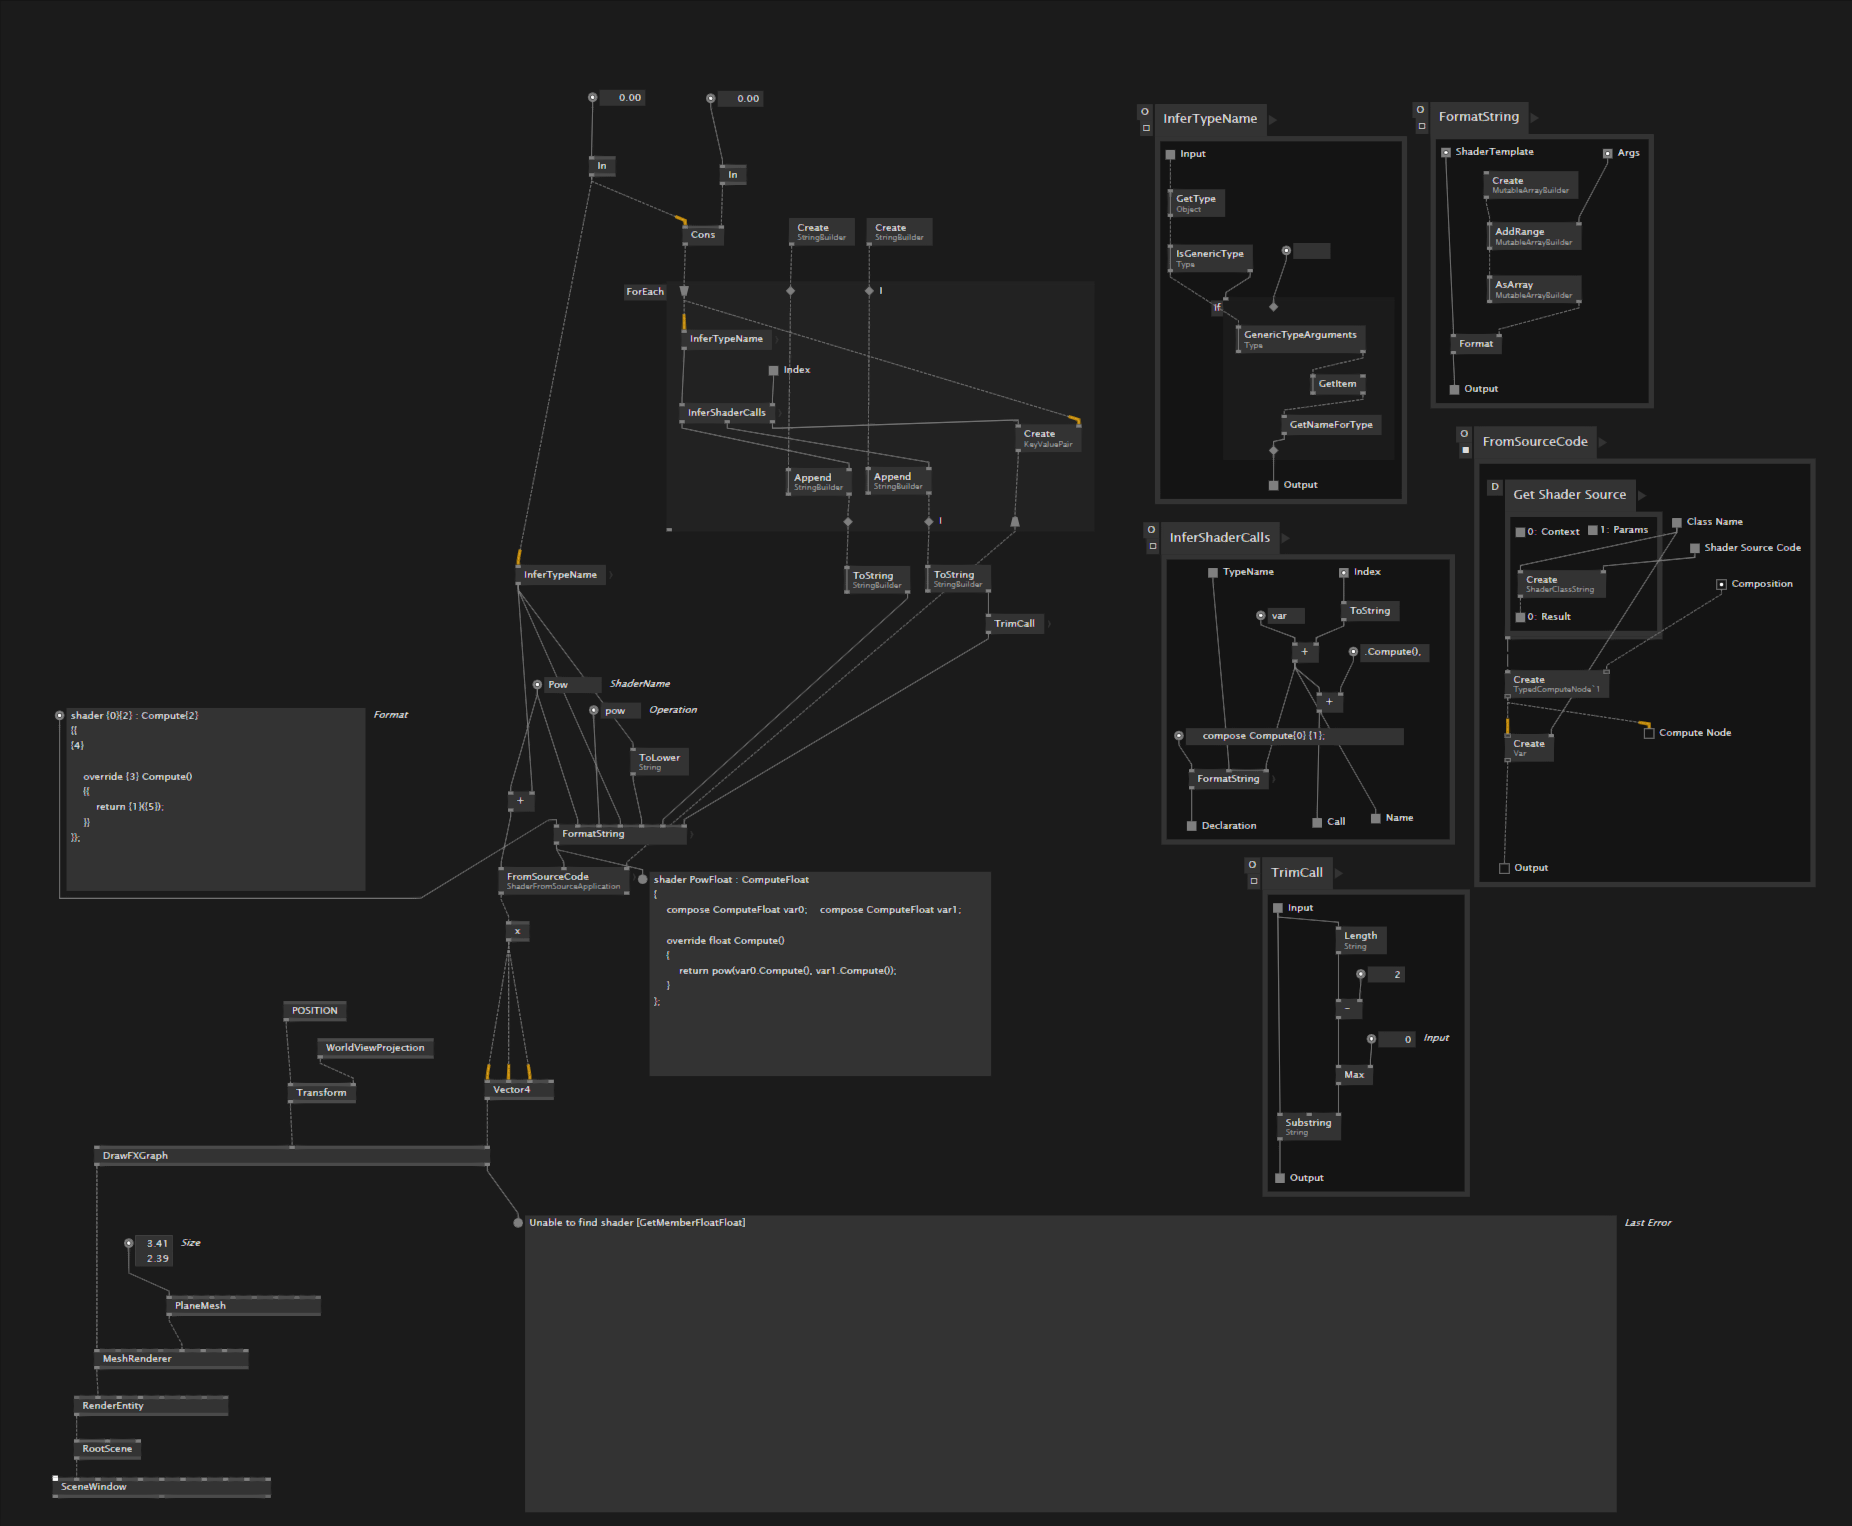 0.00
0.00
In
In
Cons
Create
StringBuilder
Create
StringBuilder
ForEach
I
InferTypeName
Index
InferShaderCalls
Create
KeyValuePair
Append
StringBuilder
Append
StringBuilder
I
InferTypeName
ToString
StringBuilder
ToString
StringBuilder
TrimCall
Pow
ShaderName
pow
Operation
ToLower
String
+
FormatString
FromSourceCode
ShaderFromSourceApplication
x
shader {0}{2} : Compute{2}
{{
{4}
override {3} Compute()
{{
return {1}({5});
}}
}};
Format
shader PowFloat : ComputeFloat
{
compose ComputeFloat var0;    compose ComputeFloat var1;
override float Compute()
{
return pow(var0.Compute(), var1.Compute());
}
};
POSITION
WorldViewProjection
Transform
Vector4
DrawFXGraph
Unable to find shader [GetMemberFloatFloat]
Last Error
3.41
2.39
Size
PlaneMesh
MeshRenderer
RenderEntity
RootScene
SceneWindow
O
InferTypeName
Input
GetType
Object
IsGenericType
Type
If
GenericTypeArguments
Type
GetItem
GetNameForType
Output
O
FormatString
ShaderTemplate
Args
Create
MutableArrayBuilder
AddRange
MutableArrayBuilder
AsArray
MutableArrayBuilder
Format
Output
O
FromSourceCode
D
Get Shader Source
0: Context
1: Params
Class Name
Shader Source Code
Create
ShaderClassString
Composition
0: Result
Create
TypedComputeNode`1
Create
Var
Compute Node
Output
O
InferShaderCalls
TypeName
Index
var
ToString
+
.Compute(),
+
compose Compute{0} {1};
FormatString
Declaration
Call
Name
O
TrimCall
Input
Length
String
2
-
0
Input
Max
Substring
String
Output